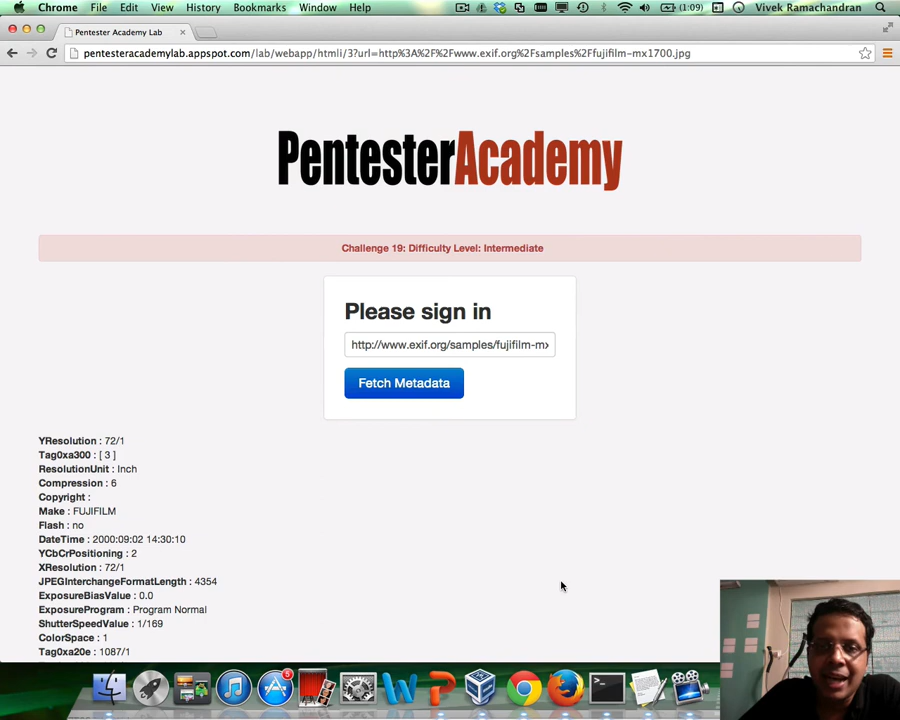 Chrome File Edit View History Bookmarks Window Help (1:09) Vivek Ramachandran
Pentester Academy Lab
pentesteracademylab.appspot.com/lab/webapp/htmli/3?url=http%3A%2F%2Fwww.exif.org%2Fsamples%2Ffujifilm-mx1700.jpg
PentesterAcademy
Challenge 19: Difficulty Level: Intermediate
Please sign in
http://www.exif.org/samples/fujifilm-mx
Fetch Metadata
YResolution : 72/1
Tag0xa300 : [ 3 ]
ResolutionUnit : Inch
Compression : 6
Copyright :
Make : FUJIFILM
Flash : no
DateTime : 2000:09:02 14:30:10
YCbCrPositioning : 2
XResolution : 72/1
JPEGInterchangeFormatLength : 4354
ExposureBiasValue : 0.0
ExposureProgram : Program Normal
ShutterSpeedValue : 1/169
ColorSpace : 1
Tag0xa20e : 1087/1
5